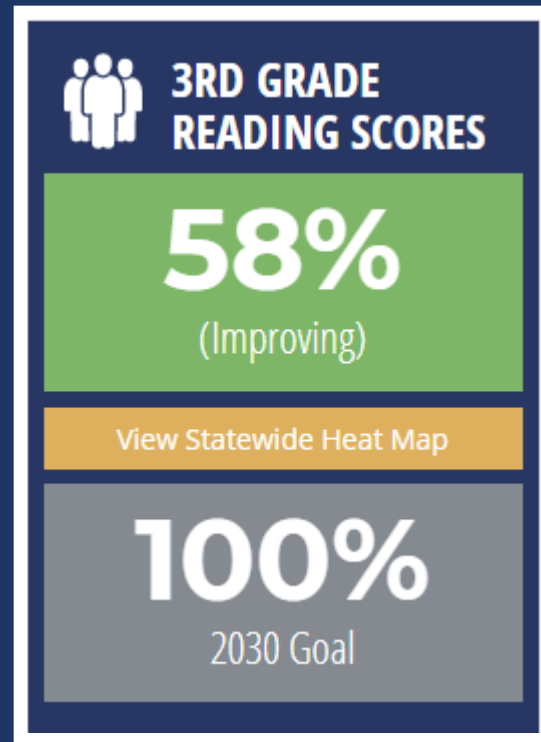 3RD GRADE
READING SCORES
58%
(Improving)
View Statewide Heat Map
100%
2030 Goal